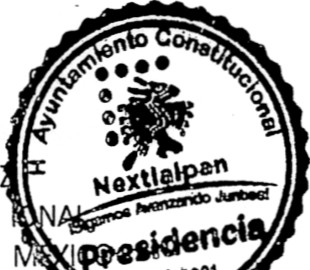 H. Ayuntamiento Constitucional
Nextlalpan
¡Sigamos Avanzando Juntos!
Presidencia